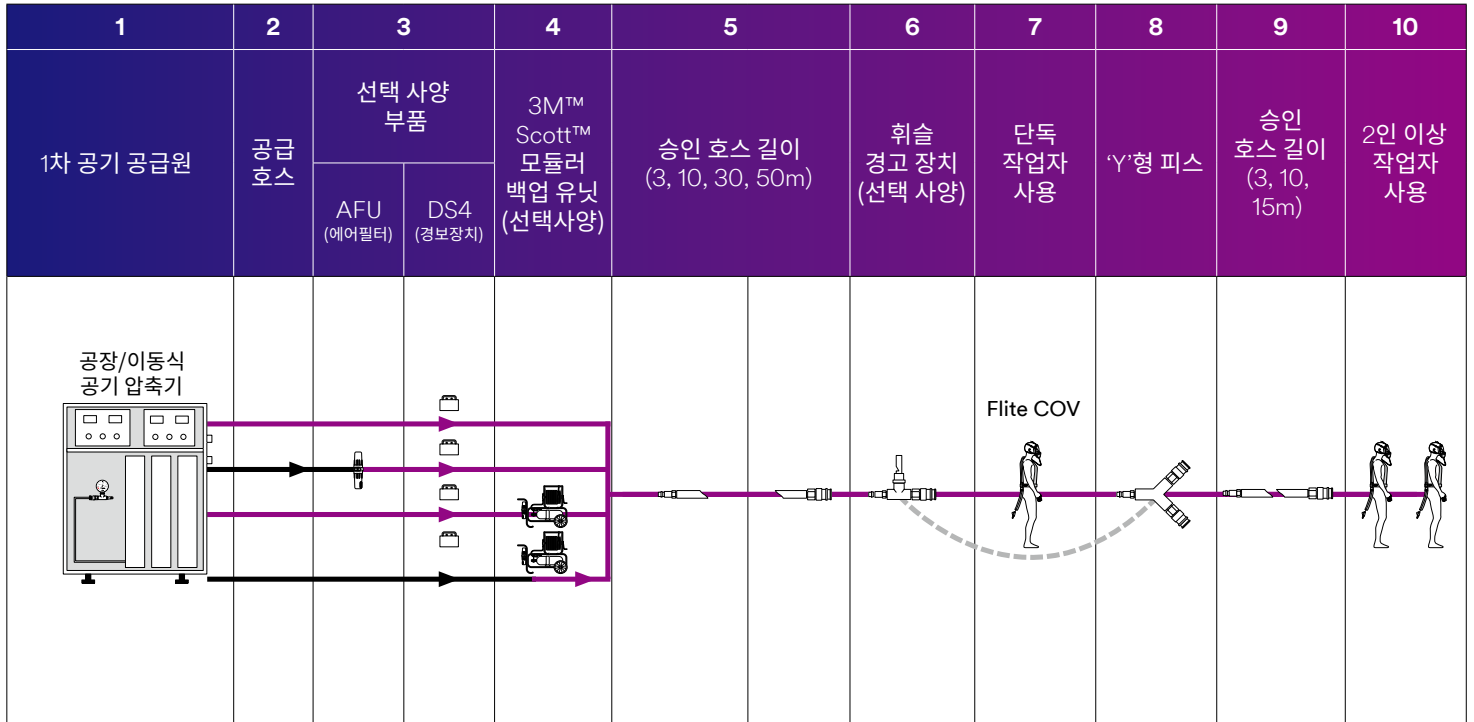 1
2
3
4
5
6
7
8
9
10
1차 공기 공급원
공급
호스
선택 사양
부품
AFU
(에어필터)
DS4
(경보장치)
3M™
Scott™
모듈러
백업 유닛
(선택사양)
승인 호스 길이
(3, 10, 30, 50m)
휘슬
경고 장치
(선택 사양)
단독
작업자
사용
‘Y’형 피스
승인
호스 길이
(3, 10,
15m)
2인 이상
작업자
사용
공장/이동식
공기 압축기
Flite COV